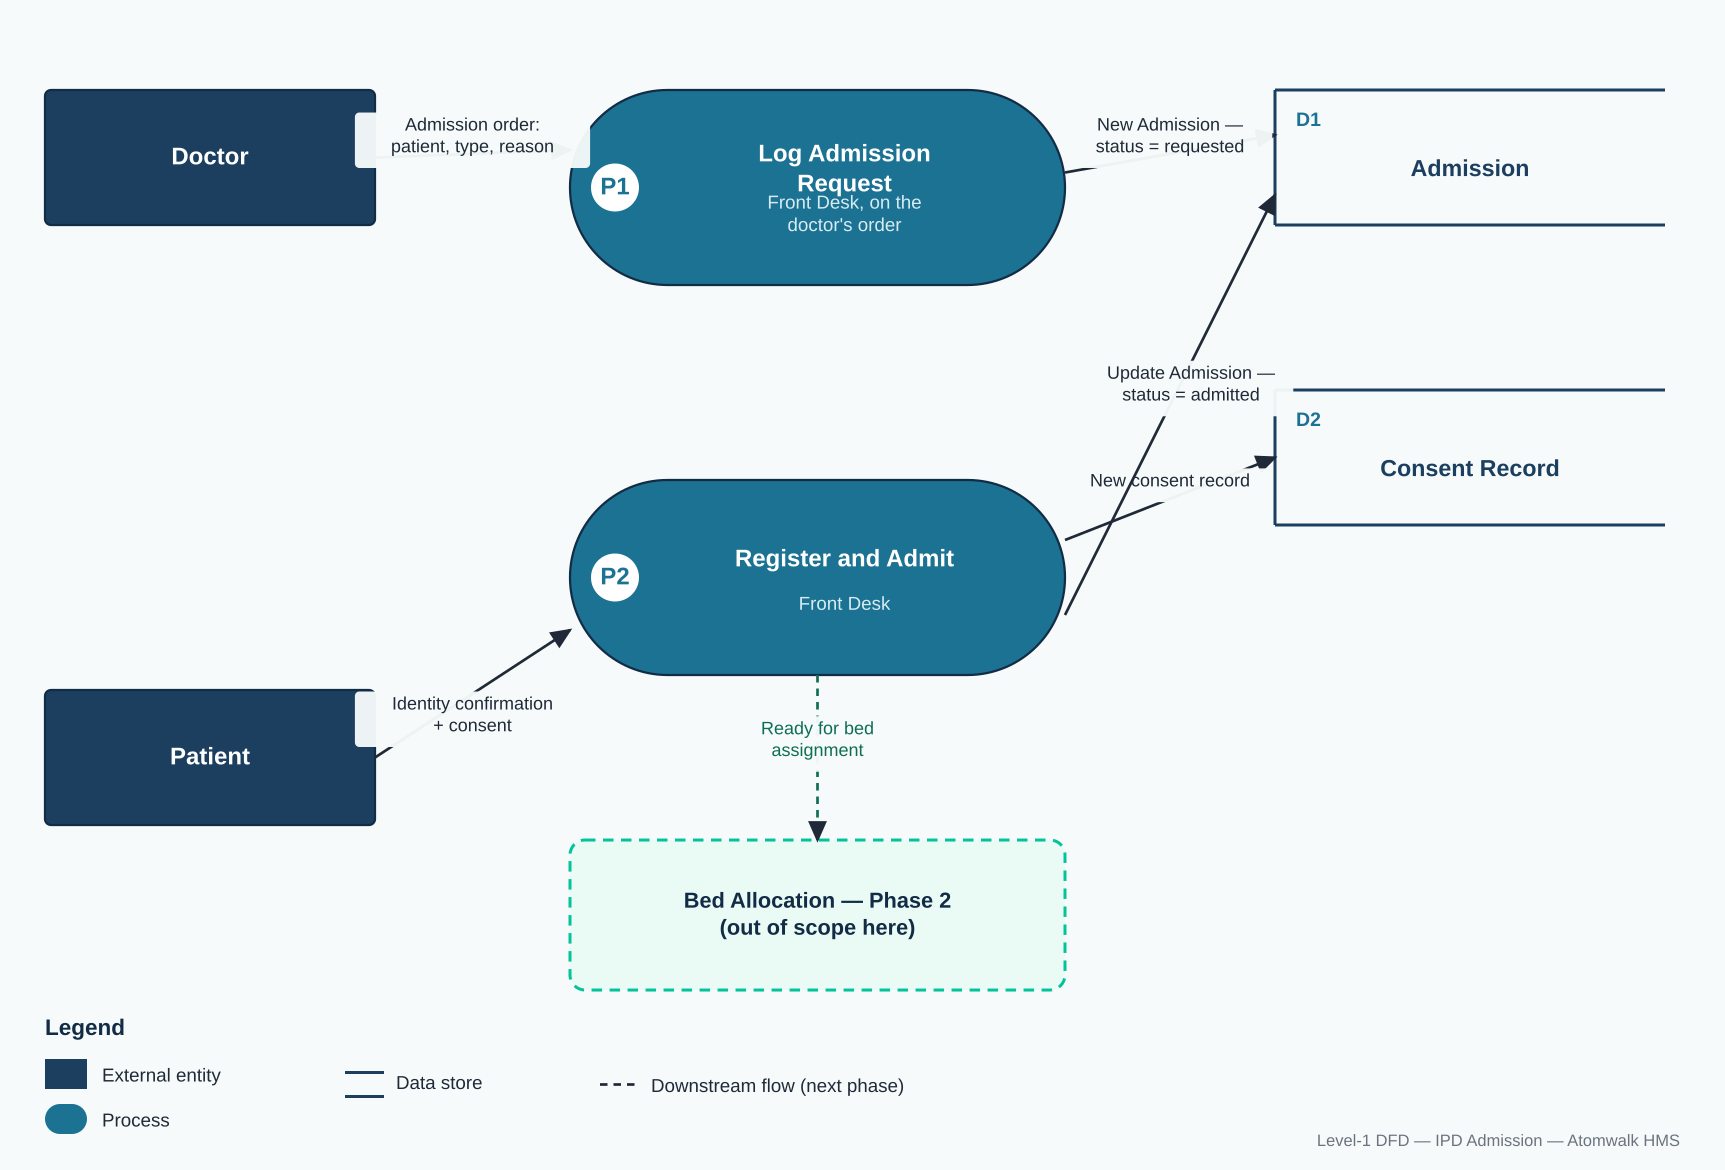 Doctor
Admission order:
patient, type, reason
P1
Log Admission
Request
Front Desk, on the
doctor's order
New Admission —
status = requested
D1
Admission
Update Admission —
status = admitted
D2
Consent Record
New consent record
P2
Register and Admit
Front Desk
Identity confirmation
+ consent
Patient
Ready for bed
assignment
Bed Allocation — Phase 2
(out of scope here)
Legend
External entity
Data store
Downstream flow (next phase)
Process
Level-1 DFD — IPD Admission — Atomwalk HMS